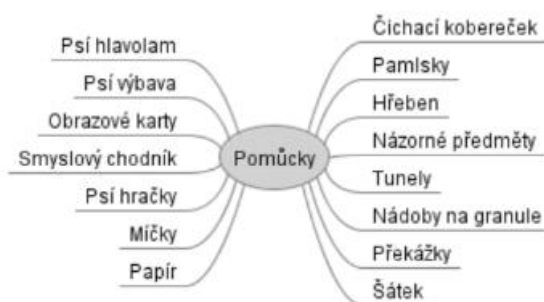 Psí hlavolam
Psí výbava
Obrazové karty
Smyslový chodník
Psí hračky
Míčky
Papír
Pomůcky
Čichací kobereček
Pamlsky
Hřeben
Názorné předměty
Tunely
Nádoby na granule
Překážky
Šátek